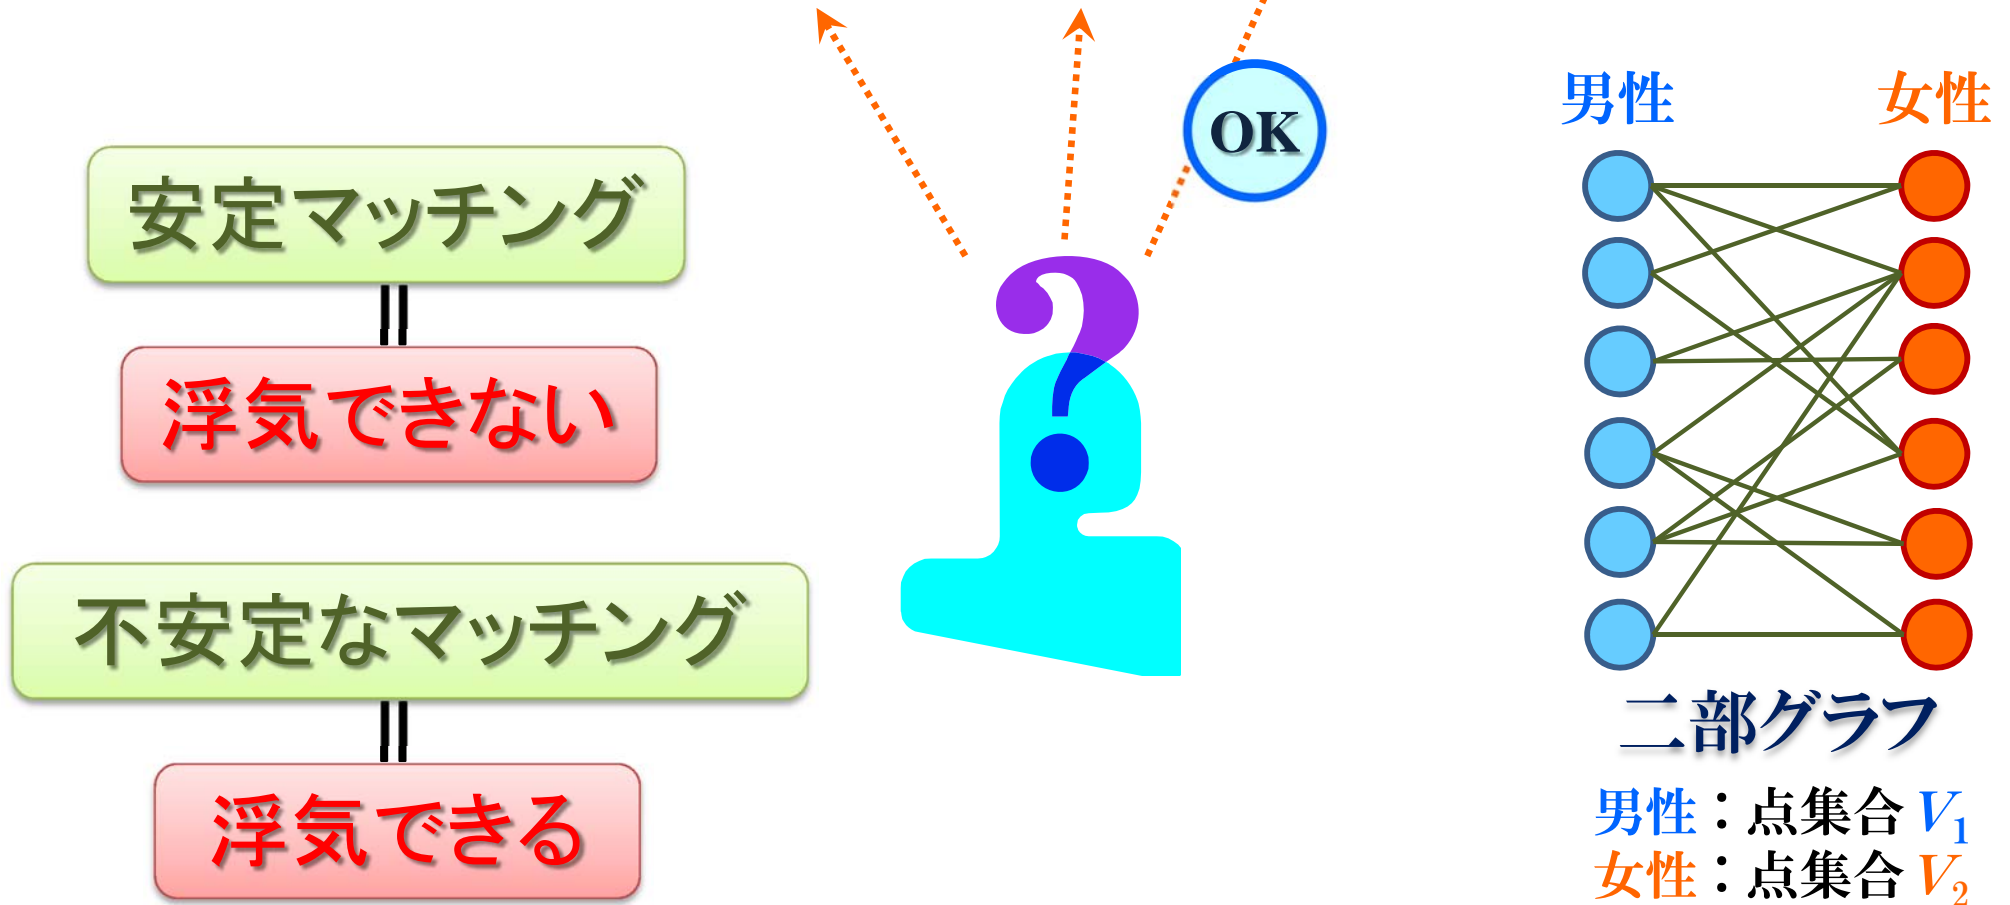 安定マッチング
浮気できない
不安定なマッチング
浮気できる
?
OK
男性 女性
二部グラフ
男性：点集合 V₁
女性：点集合 V₂